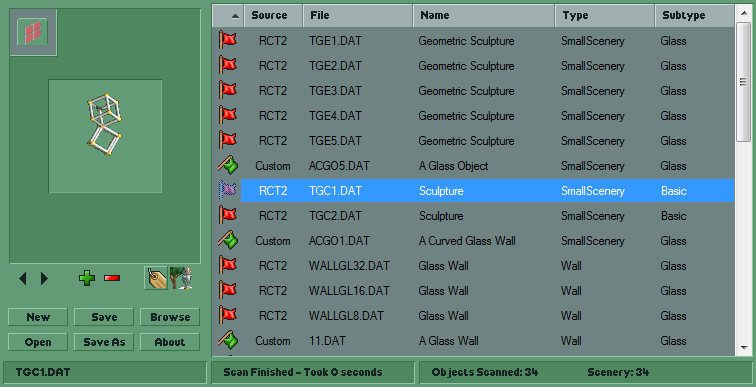 Source File Name Type Subtype
RCT2 TGE1.DAT Geometric Sculpture SmallScenery Glass
RCT2 TGE2.DAT Geometric Sculpture SmallScenery Glass
RCT2 TGE3.DAT Geometric Sculpture SmallScenery Glass
RCT2 TGE4.DAT Geometric Sculpture SmallScenery Glass
RCT2 TGE5.DAT Geometric Sculpture SmallScenery Glass
Custom ACGO5.DAT A Glass Object SmallScenery Glass
RCT2 TGC1.DAT Sculpture SmallScenery Basic
RCT2 TGC2.DAT Sculpture SmallScenery Basic
Custom ACGO1.DAT A Curved Glass Wall SmallScenery Glass
RCT2 WALLGL32.DAT Glass Wall Wall Glass
RCT2 WALLGL16.DAT Glass Wall Wall Glass
RCT2 WALLGL8.DAT Glass Wall Wall Glass
Custom 11.DAT A Glass Wall Wall Glass
New Save Browse
Open Save As About
TGC1.DAT Scan Finished - Took 0 seconds Objects Scanned: 34 Scenery: 34